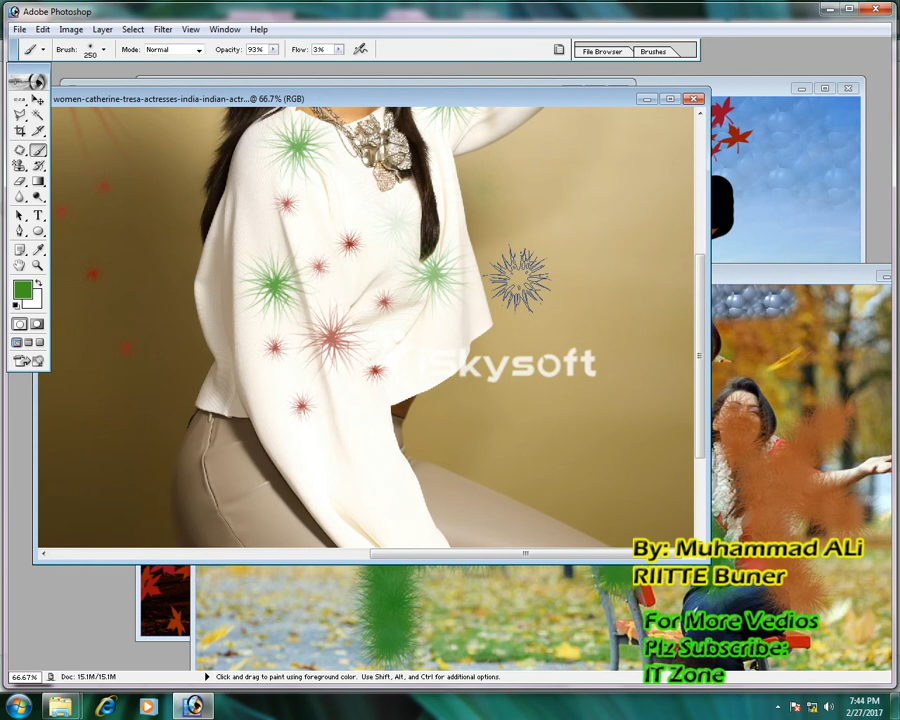 Adobe Photoshop
File Edit Image Layer Select Filter View Window Help
Brush: 250 Mode: Normal Opacity: 93% Flow: 3% File Browser Brushes
women-catherine-tresa-actresses-india-indian-actr...@ 66.7% (RGB)
Skysoft
By: Muhammad ALi
RIITTE Buner
For More Vedios
Plz Subscribe:
IT Zone
66.67% Doc: 15.1M/15.1M Click and drag to paint using foreground color. Use Shift, Alt, and Ctrl for additional options.
7:44 PM
2/27/2017